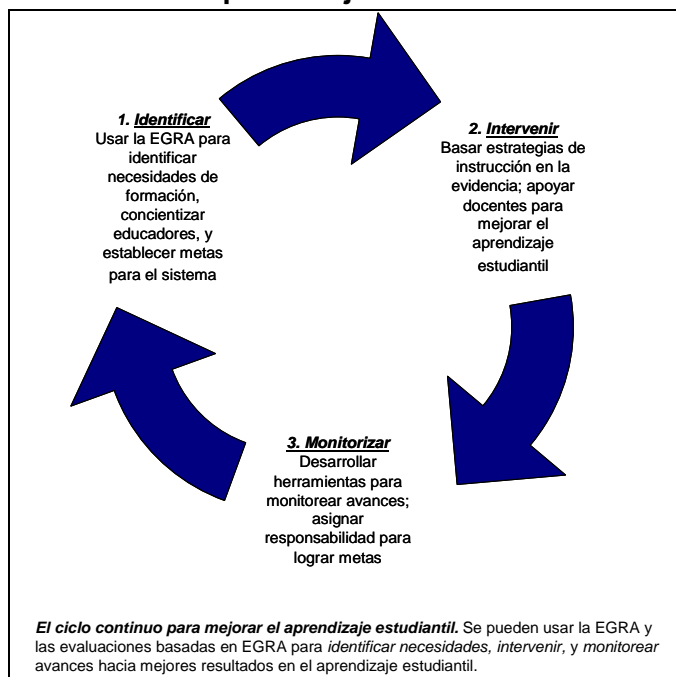 1. Identificar
Usar la EGRA para
identificar
necesidades de
formación,
concientizar
educadores, y
establecer metas
para el sistema
2. Intervenir
Basar estrategias de
instrucción en la
evidencia; apoyar
docentes para
mejorar el
aprendizaje
estudiantil
3. Monitorizar
Desarrollar
herramientas para
monitorear avances;
asignar
responsabilidad para
lograr metas
El ciclo continuo para mejorar el aprendizaje estudiantil. Se pueden usar la EGRA y
las evaluaciones basadas en EGRA para identificar necesidades, intervenir, y monitorear
avances hacia mejores resultados en el aprendizaje estudiantil.